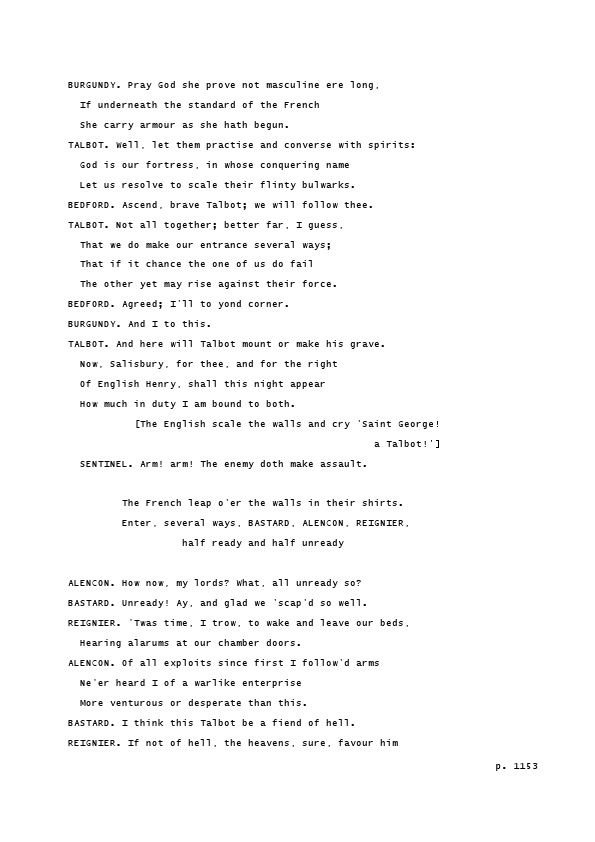 BURGUNDY. Pray God she prove not masculine ere long,
If underneath the standard of the French
She carry armour as she hath begun.
TALBOT. Well, let them practise and converse with spirits:
God is our fortress, in whose conquering name
Let us resolve to scale their flinty bulwarks.
BEDFORD. Ascend, brave Talbot; we will follow thee.
TALBOT. Not all together; better far, I guess,
That we do make our entrance several ways;
That if it chance the one of us do fail
The other yet may rise against their force.
BEDFORD. Agreed; I'll to yond corner.
BURGUNDY. And I to this.
TALBOT. And here will Talbot mount or make his grave.
Now, Salisbury, for thee, and for the right
Of English Henry, shall this night appear
How much in duty I am bound to both.
[The English scale the walls and cry 'Saint George!
a Talbot!']
SENTINEL. Arm! arm! The enemy doth make assault.
The French leap o'er the walls in their shirts.
Enter, several ways, BASTARD, ALENCON, REIGNIER,
half ready and half unready
ALENCON. How now, my lords? What, all unready so?
BASTARD. Unready! Ay, and glad we 'scap'd so well.
REIGNIER. 'Twas time, I trow, to wake and leave our beds,
Hearing alarums at our chamber doors.
ALENCON. Of all exploits since first I follow'd arms
Ne'er heard I of a warlike enterprise
More venturous or desperate than this.
BASTARD. I think this Talbot be a fiend of hell.
REIGNIER. If not of hell, the heavens, sure, favour him
p. 1153